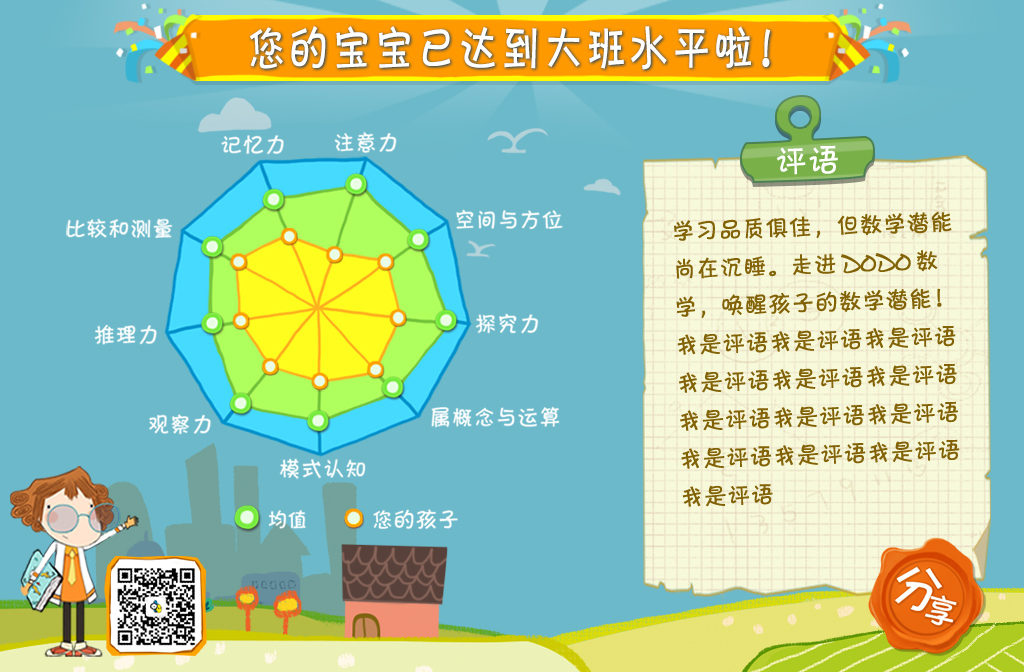 您的宝宝已达到大班水平啦！
记忆力
注意力
比较和测量
空间与方位
推理力
探究力
观察力
属概念与运算
模式认知
均值
您的孩子
评语
学习品质俱佳，但数学潜能
尚在沉睡。走进DODO数
学，唤醒孩子的数学潜能！
我是评语我是评语我是评语
我是评语我是评语我是评语
我是评语我是评语我是评语
我是评语我是评语我是评语
我是评语
分享